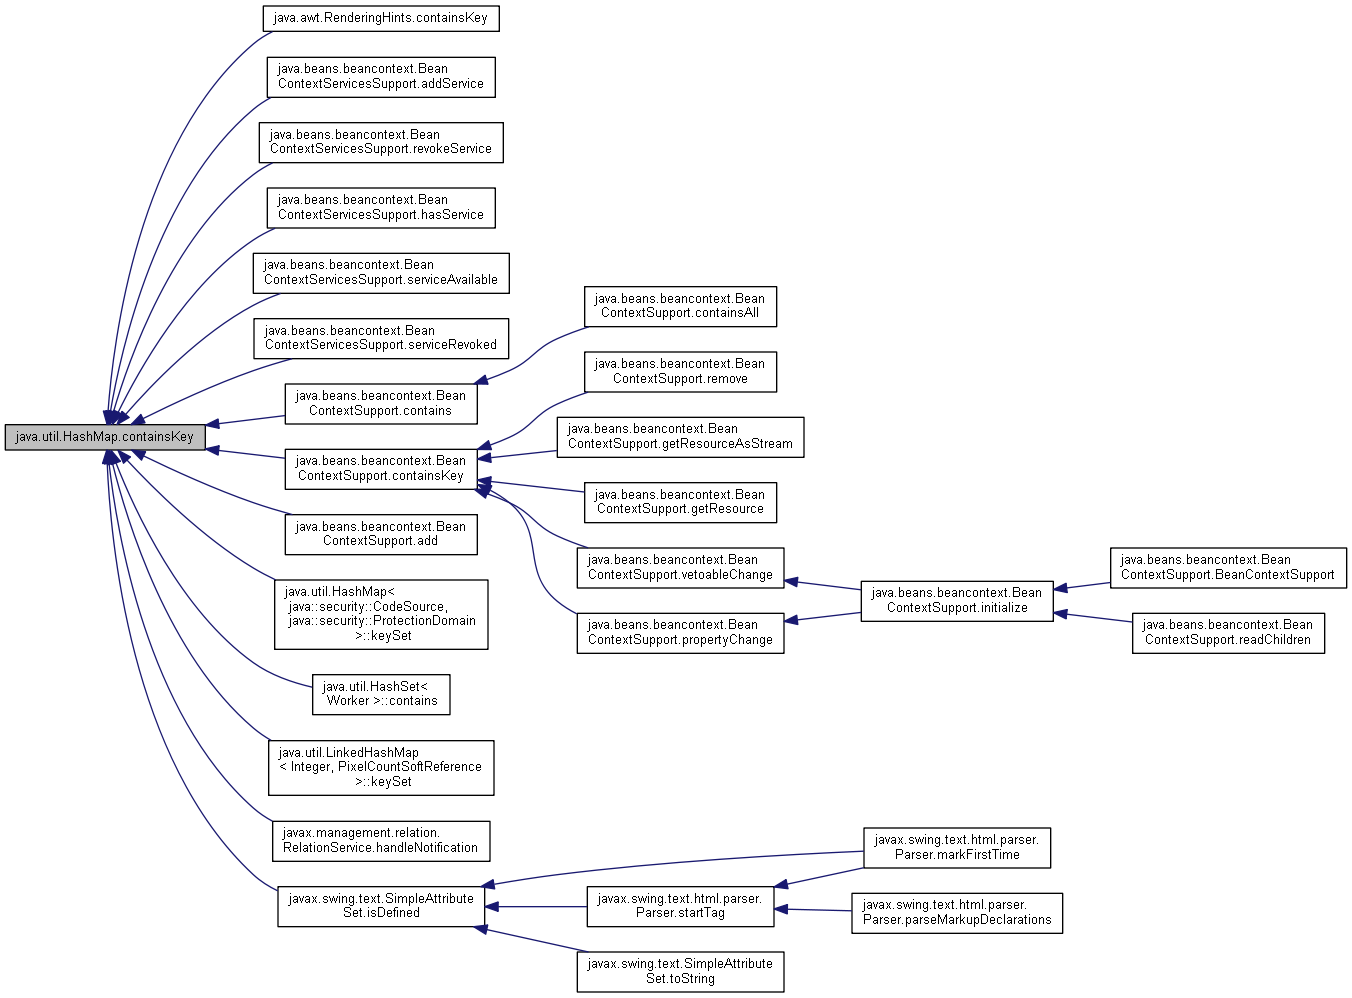 java.awt.RenderingHints.containsKey
java.beans.beancontext.Bean
ContextServicesSupport.addService
java.beans.beancontext.Bean
ContextServicesSupport.revokeService
java.beans.beancontext.Bean
ContextServicesSupport.hasService
java.beans.beancontext.Bean
ContextServicesSupport.serviceAvailable
java.beans.beancontext.Bean
ContextServicesSupport.serviceRevoked
java.beans.beancontext.Bean
ContextSupport.contains
java.util.HashMap.containsKey
java.beans.beancontext.Bean
ContextSupport.containsKey
java.beans.beancontext.Bean
ContextSupport.add
java.util.HashMap<
java::security::CodeSource,
java::security::ProtectionDomain
>::keySet
java.util.HashSet<
Worker >::contains
java.util.LinkedHashMap
< Integer, PixelCountSoftReference
>::keySet
javax.management.relation.
RelationService.handleNotification
javax.swing.text.SimpleAttribute
Set.isDefined
java.beans.beancontext.Bean
ContextSupport.containsAll
java.beans.beancontext.Bean
ContextSupport.remove
java.beans.beancontext.Bean
ContextSupport.getResourceAsStream
java.beans.beancontext.Bean
ContextSupport.getResource
java.beans.beancontext.Bean
ContextSupport.vetoableChange
java.beans.beancontext.Bean
ContextSupport.propertyChange
java.beans.beancontext.Bean
ContextSupport.initialize
java.beans.beancontext.Bean
ContextSupport.BeanContextSupport
java.beans.beancontext.Bean
ContextSupport.readChildren
javax.swing.text.html.parser.
Parser.markFirstTime
javax.swing.text.html.parser.
Parser.startTag
javax.swing.text.html.parser.
Parser.parseMarkupDeclarations
javax.swing.text.SimpleAttribute
Set.toString